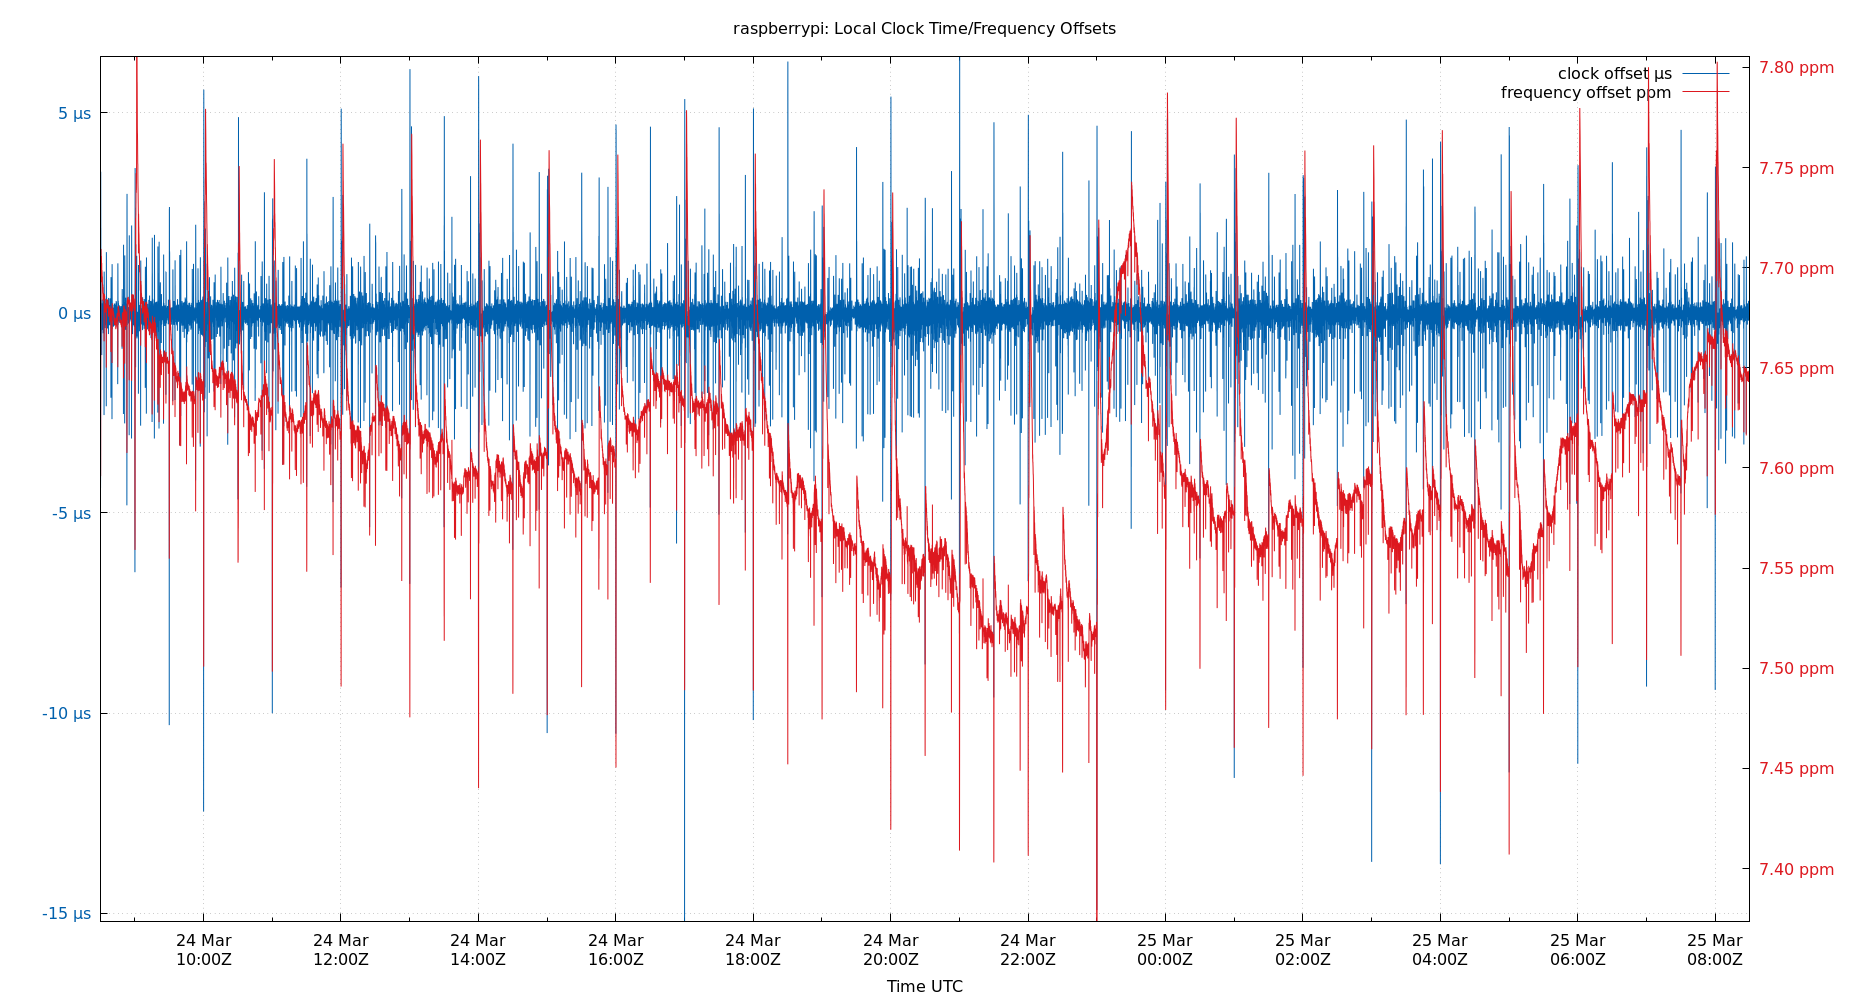 raspberrypi: Local Clock Time/Frequency Offsets
clock offset µs
frequency offset ppm
5 µs
0 µs
-5 µs
-10 µs
-15 µs
7.80 ppm
7.75 ppm
7.70 ppm
7.65 ppm
7.60 ppm
7.55 ppm
7.50 ppm
7.45 ppm
7.40 ppm
24 Mar 24 Mar 24 Mar 24 Mar 24 Mar 24 Mar 24 Mar 25 Mar 25 Mar 25 Mar 25 Mar 25 Mar
10:00Z 12:00Z 14:00Z 16:00Z 18:00Z 20:00Z 22:00Z 00:00Z 02:00Z 04:00Z 06:00Z 08:00Z
Time UTC